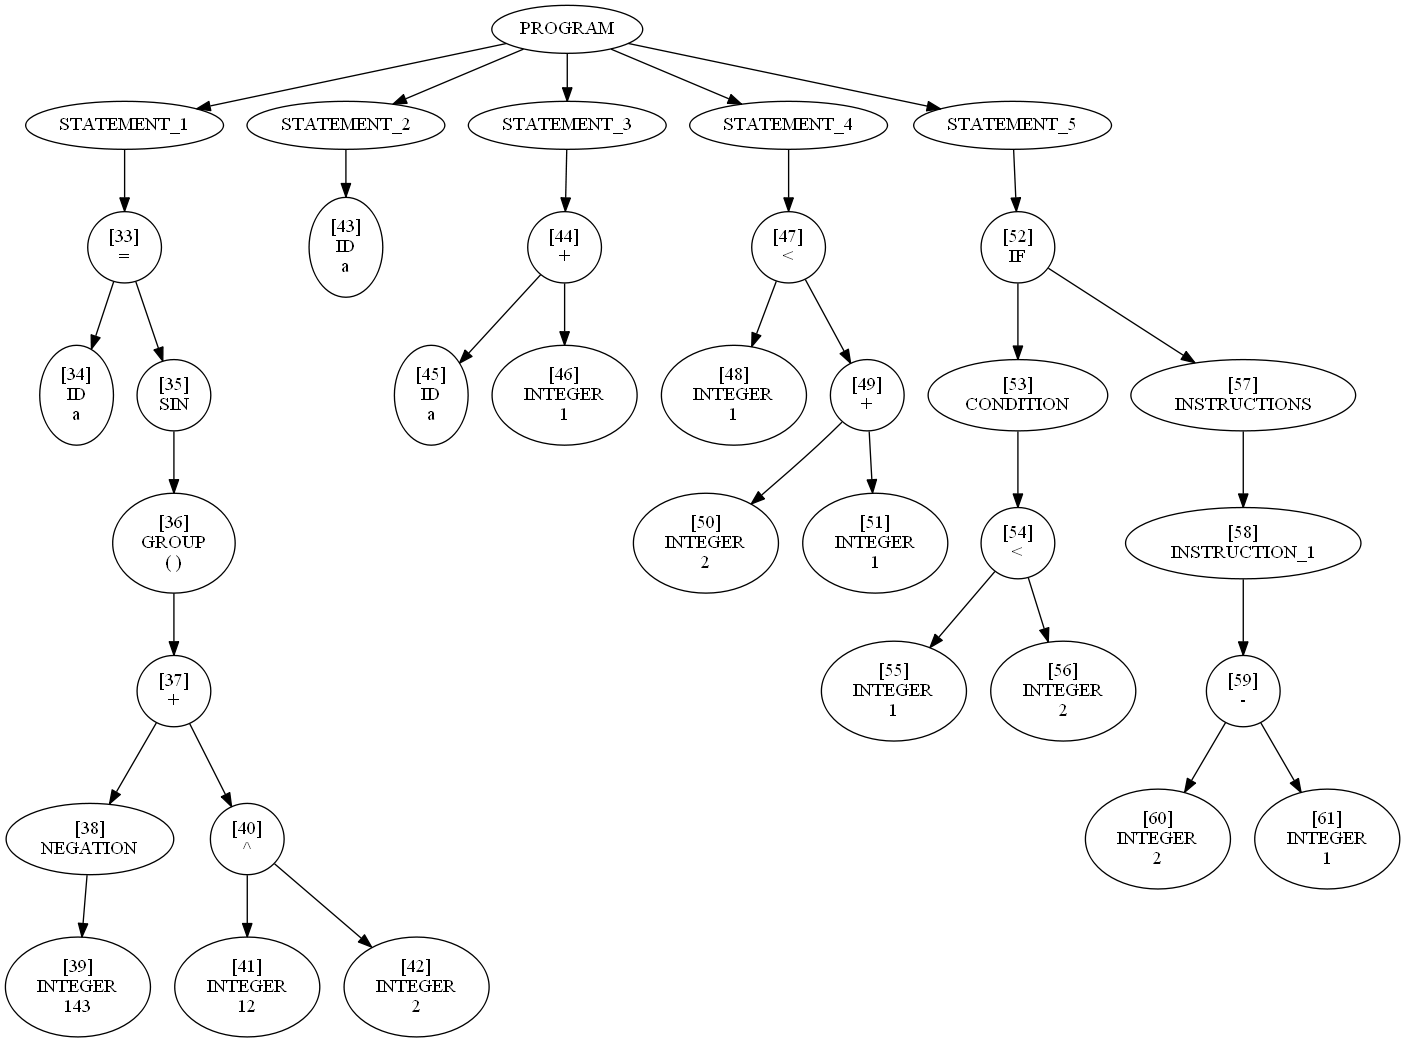 PROGRAM
STATEMENT_1
STATEMENT_2
STATEMENT_3
STATEMENT_4
STATEMENT_5
[33]
=
[43]
ID
a
[44]
+
[47]
<
[52]
IF
[34]
ID
a
[35]
SIN
[45]
ID
a
[46]
INTEGER
1
[48]
INTEGER
1
[49]
+
[53]
CONDITION
[57]
INSTRUCTIONS
[36]
GROUP
( )
[50]
INTEGER
2
[51]
INTEGER
1
[54]
<
[58]
INSTRUCTION_1
[37]
+
[55]
INTEGER
1
[56]
INTEGER
2
[59]
-
[38]
NEGATION
[40]
^
[60]
INTEGER
2
[61]
INTEGER
1
[39]
INTEGER
143
[41]
INTEGER
12
[42]
INTEGER
2